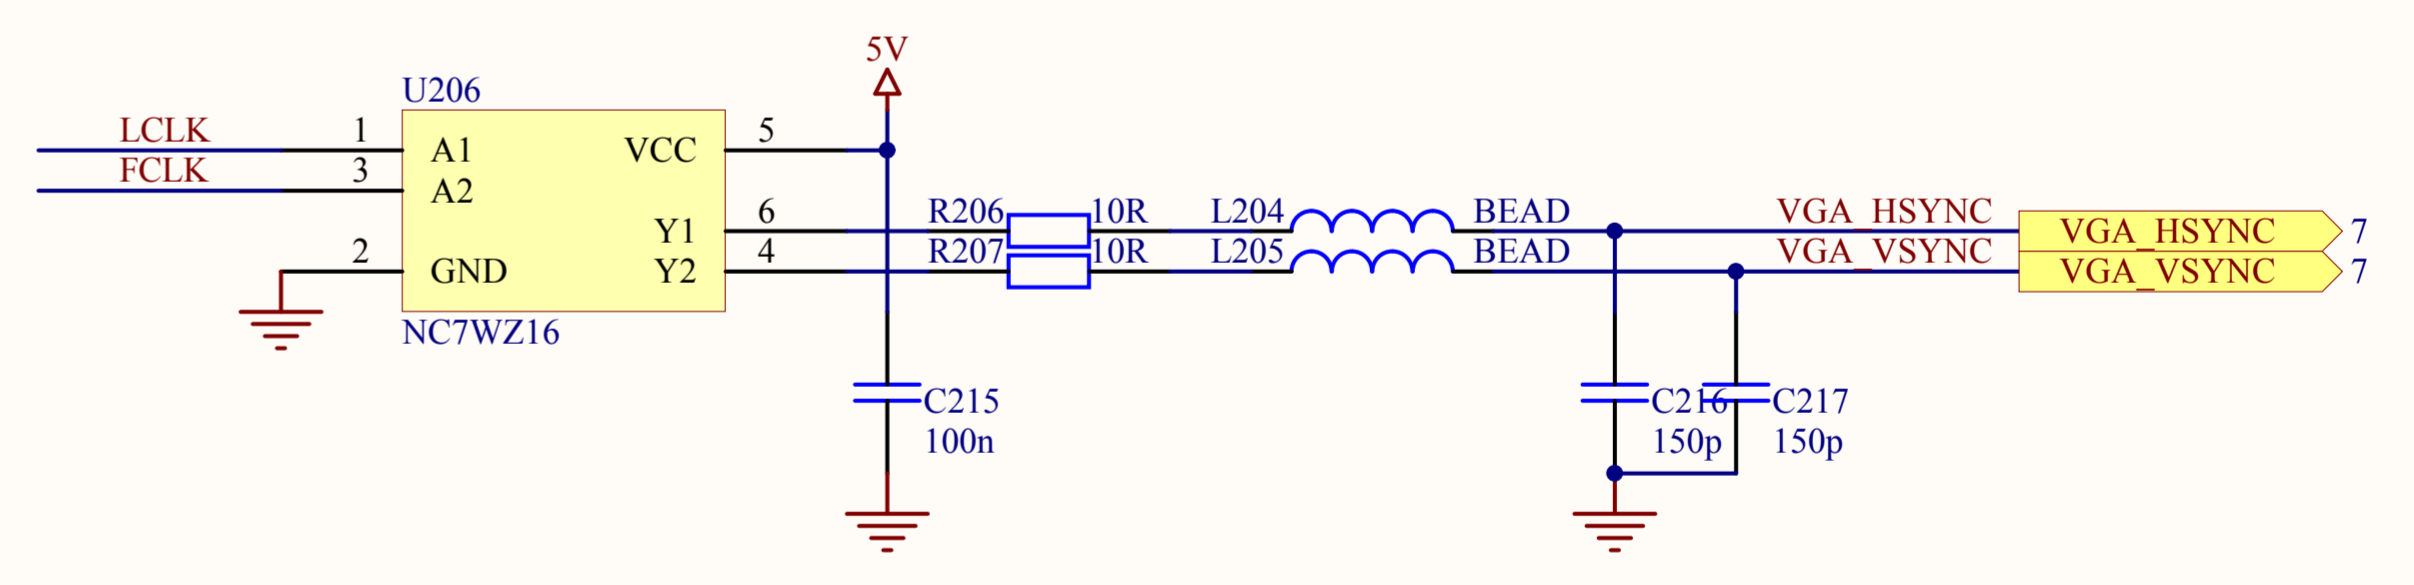 5V
U206
LCLK 1 A1 VCC 5
FCLK 3 A2
Y1 6 R206 10R L204 BEAD VGA_HSYNC VGA_HSYNC 7
2 GND Y2 4 R207 10R L205 BEAD VGA_VSYNC VGA_VSYNC 7
NC7WZ16
C215 C216 C217
100n 150p 150p